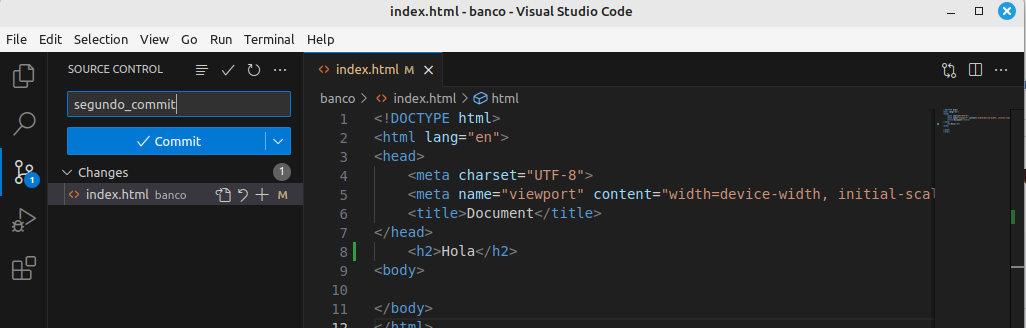 index.html - banco - Visual Studio Code
File Edit Selection View Go Run Terminal Help
SOURCE CONTROL
index.html M
segundo_commit
banco > index.html > html
Commit
Changes 1
index.html banco M
1
1 <!DOCTYPE html>
2 <html lang="en">
3 <head>
4 <meta charset="UTF-8">
5 <meta name="viewport" content="width=device-width, initial-scal
6 <title>Document</title>
7 </head>
8 <h2>Hola</h2>
9 <body>
10
11 </body>
12 </html>